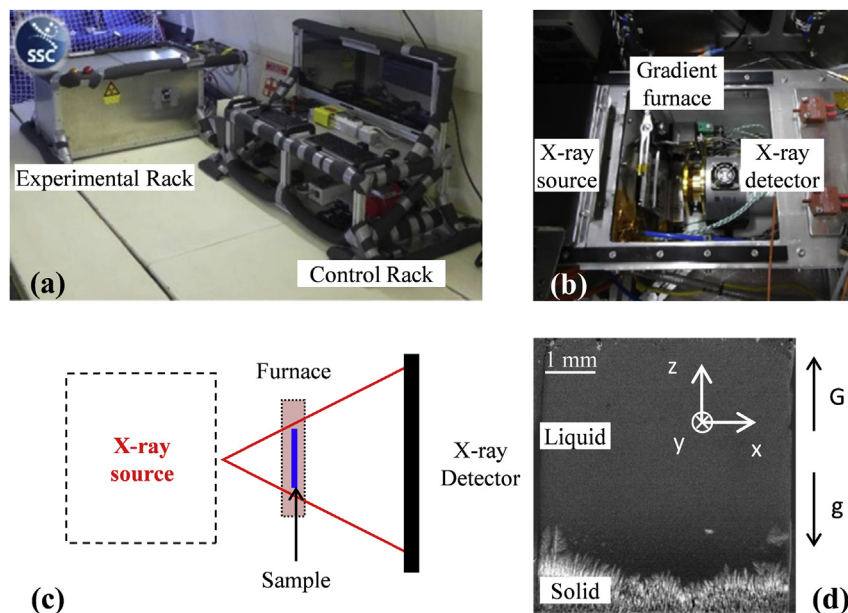 SSC
Experimental Rack
Control Rack
(a)
Gradient
furnace
X-ray
source
X-ray
detector
(b)
Furnace
X-ray
source
X-ray
Detector
Sample
(c)
1 mm
z
G
Liquid
y
x
g
Solid
(d)